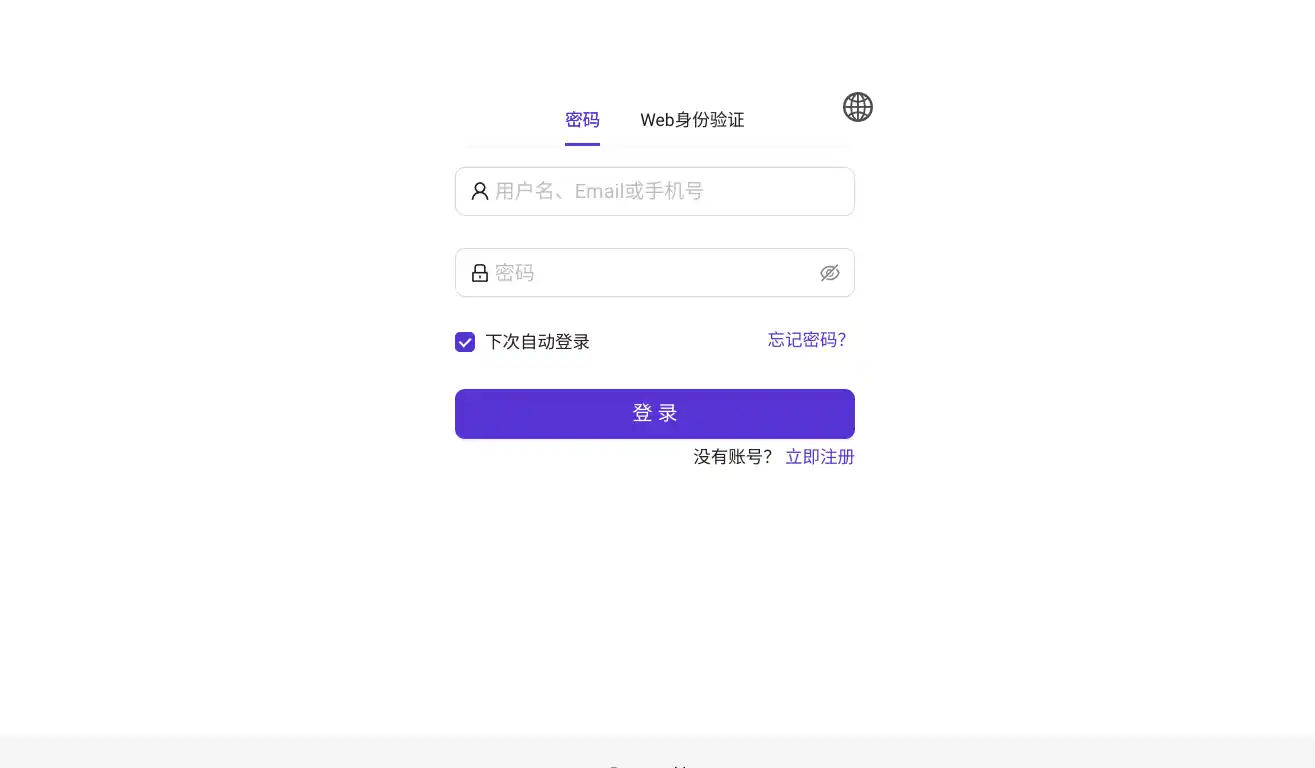 密码 Web身份验证
用户名、Email或手机号
密码
下次自动登录 忘记密码?
登 录
没有账号? 立即注册